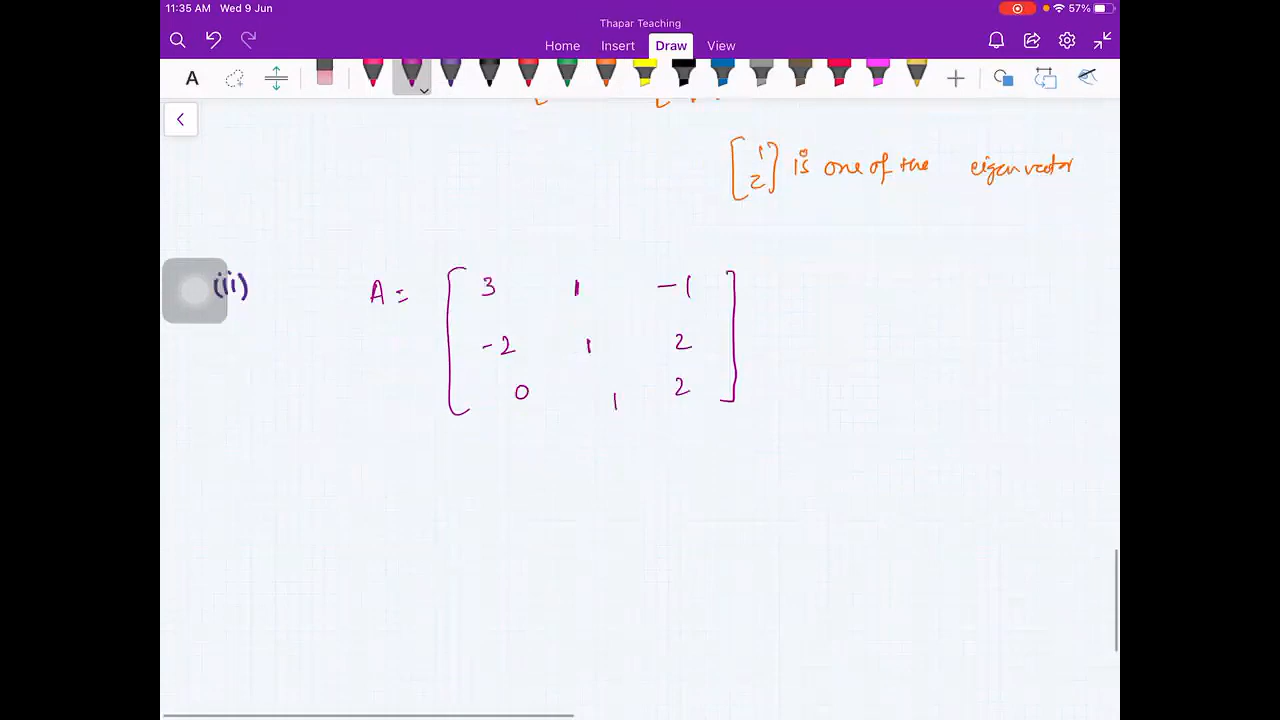 11:35 AM Wed 9 Jun
57%
Thapar Teaching
Home Insert Draw View
A
[1 2] is one of the eigen vector
(ii)
A = [ 3 1 -1
-2 1 2
0 1 2 ]